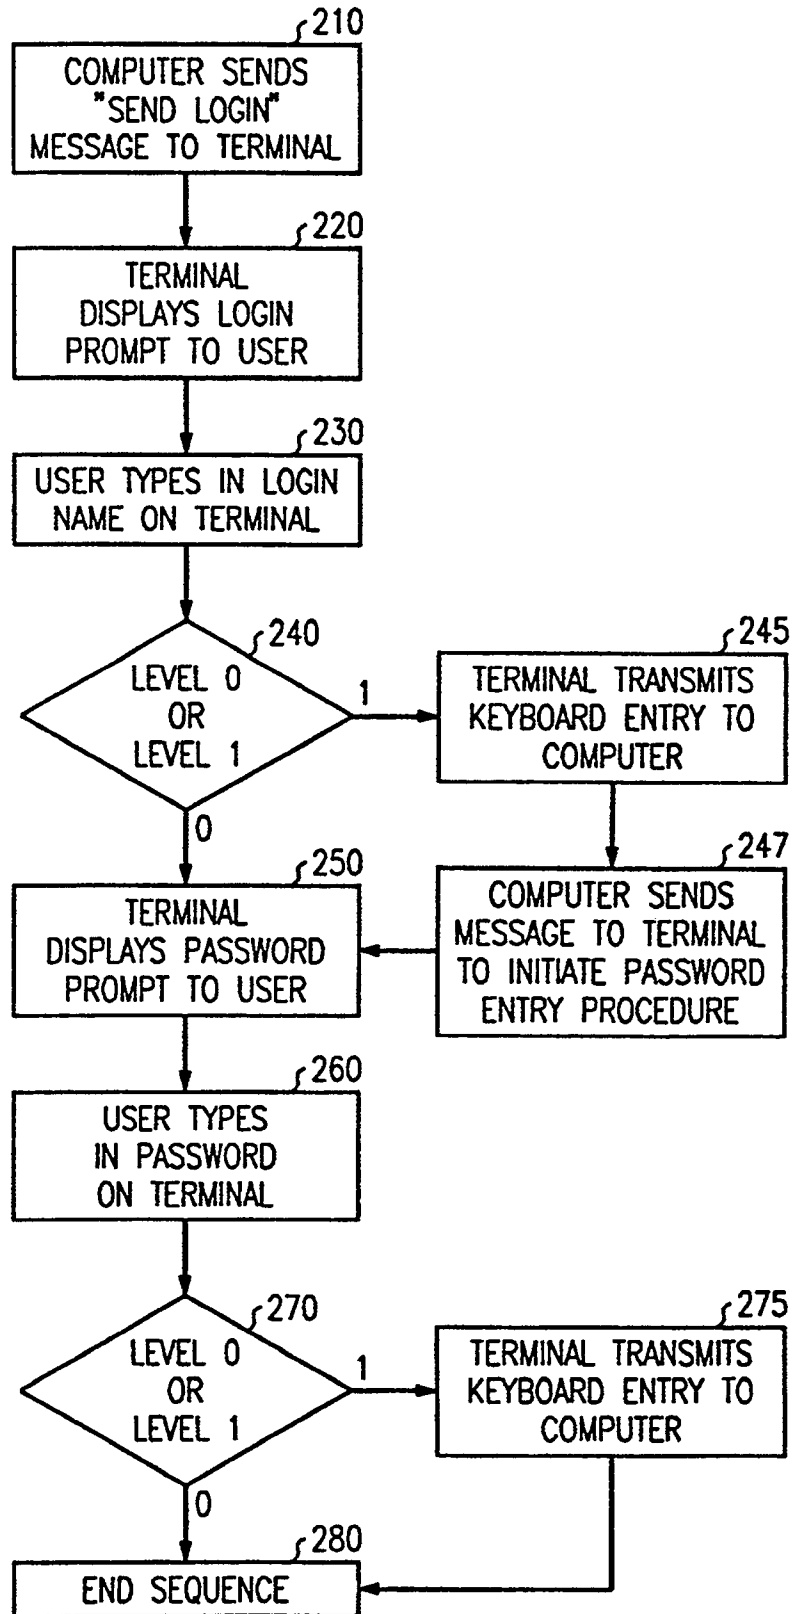 210
COMPUTER SENDS
"SEND LOGIN"
MESSAGE TO TERMINAL
220
TERMINAL
DISPLAYS LOGIN
PROMPT TO USER
230
USER TYPES IN LOGIN
NAME ON TERMINAL
240
LEVEL 0
OR
LEVEL 1
1
0
245
TERMINAL TRANSMITS
KEYBOARD ENTRY TO
COMPUTER
247
COMPUTER SENDS
MESSAGE TO TERMINAL
TO INITIATE PASSWORD
ENTRY PROCEDURE
250
TERMINAL
DISPLAYS PASSWORD
PROMPT TO USER
260
USER TYPES
IN PASSWORD
ON TERMINAL
270
LEVEL 0
OR
LEVEL 1
1
0
275
TERMINAL TRANSMITS
KEYBOARD ENTRY TO
COMPUTER
280
END SEQUENCE